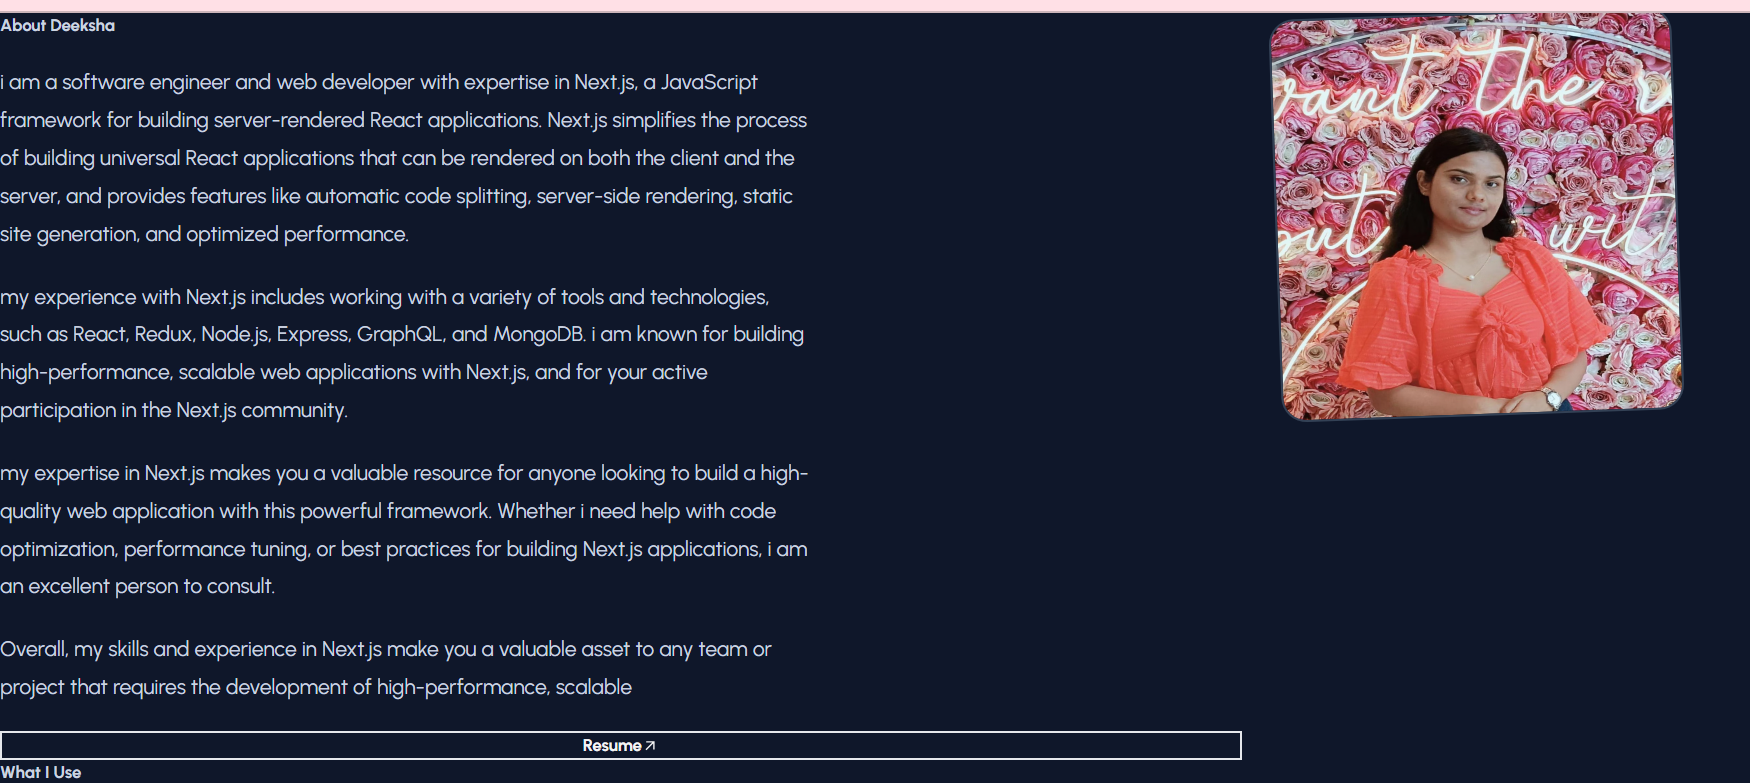 About Deeksha
i am a software engineer and web developer with expertise in Next.js, a JavaScript
framework for building server-rendered React applications. Next.js simplifies the process
of building universal React applications that can be rendered on both the client and the
server, and provides features like automatic code splitting, server-side rendering, static
site generation, and optimized performance.
my experience with Next.js includes working with a variety of tools and technologies,
such as React, Redux, Node.js, Express, GraphQL, and MongoDB. i am known for building
high-performance, scalable web applications with Next.js, and for your active
participation in the Next.js community.
my expertise in Next.js makes you a valuable resource for anyone looking to build a high-
quality web application with this powerful framework. Whether i need help with code
optimization, performance tuning, or best practices for building Next.js applications, i am
an excellent person to consult.
Overall, my skills and experience in Next.js make you a valuable asset to any team or
project that requires the development of high-performance, scalable
Resume
What I Use
want the
out wit